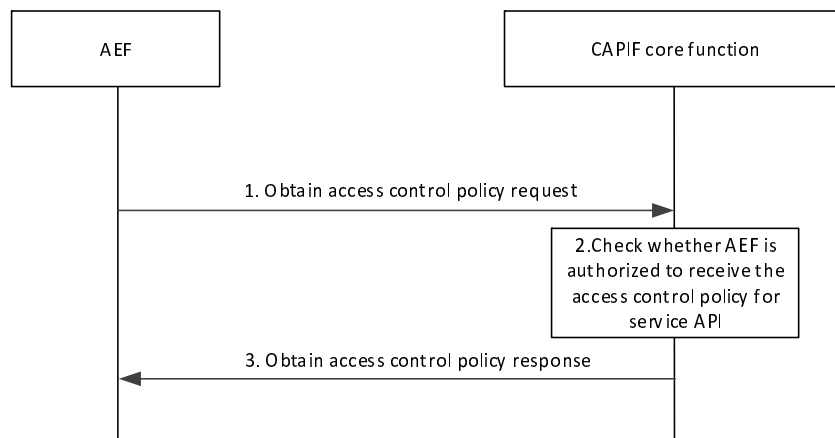 AEF
CAPIF core function
1. Obtain access control policy request
2.Check whether AEF is
authorized to receive the
access control policy for
service API
3. Obtain access control policy response